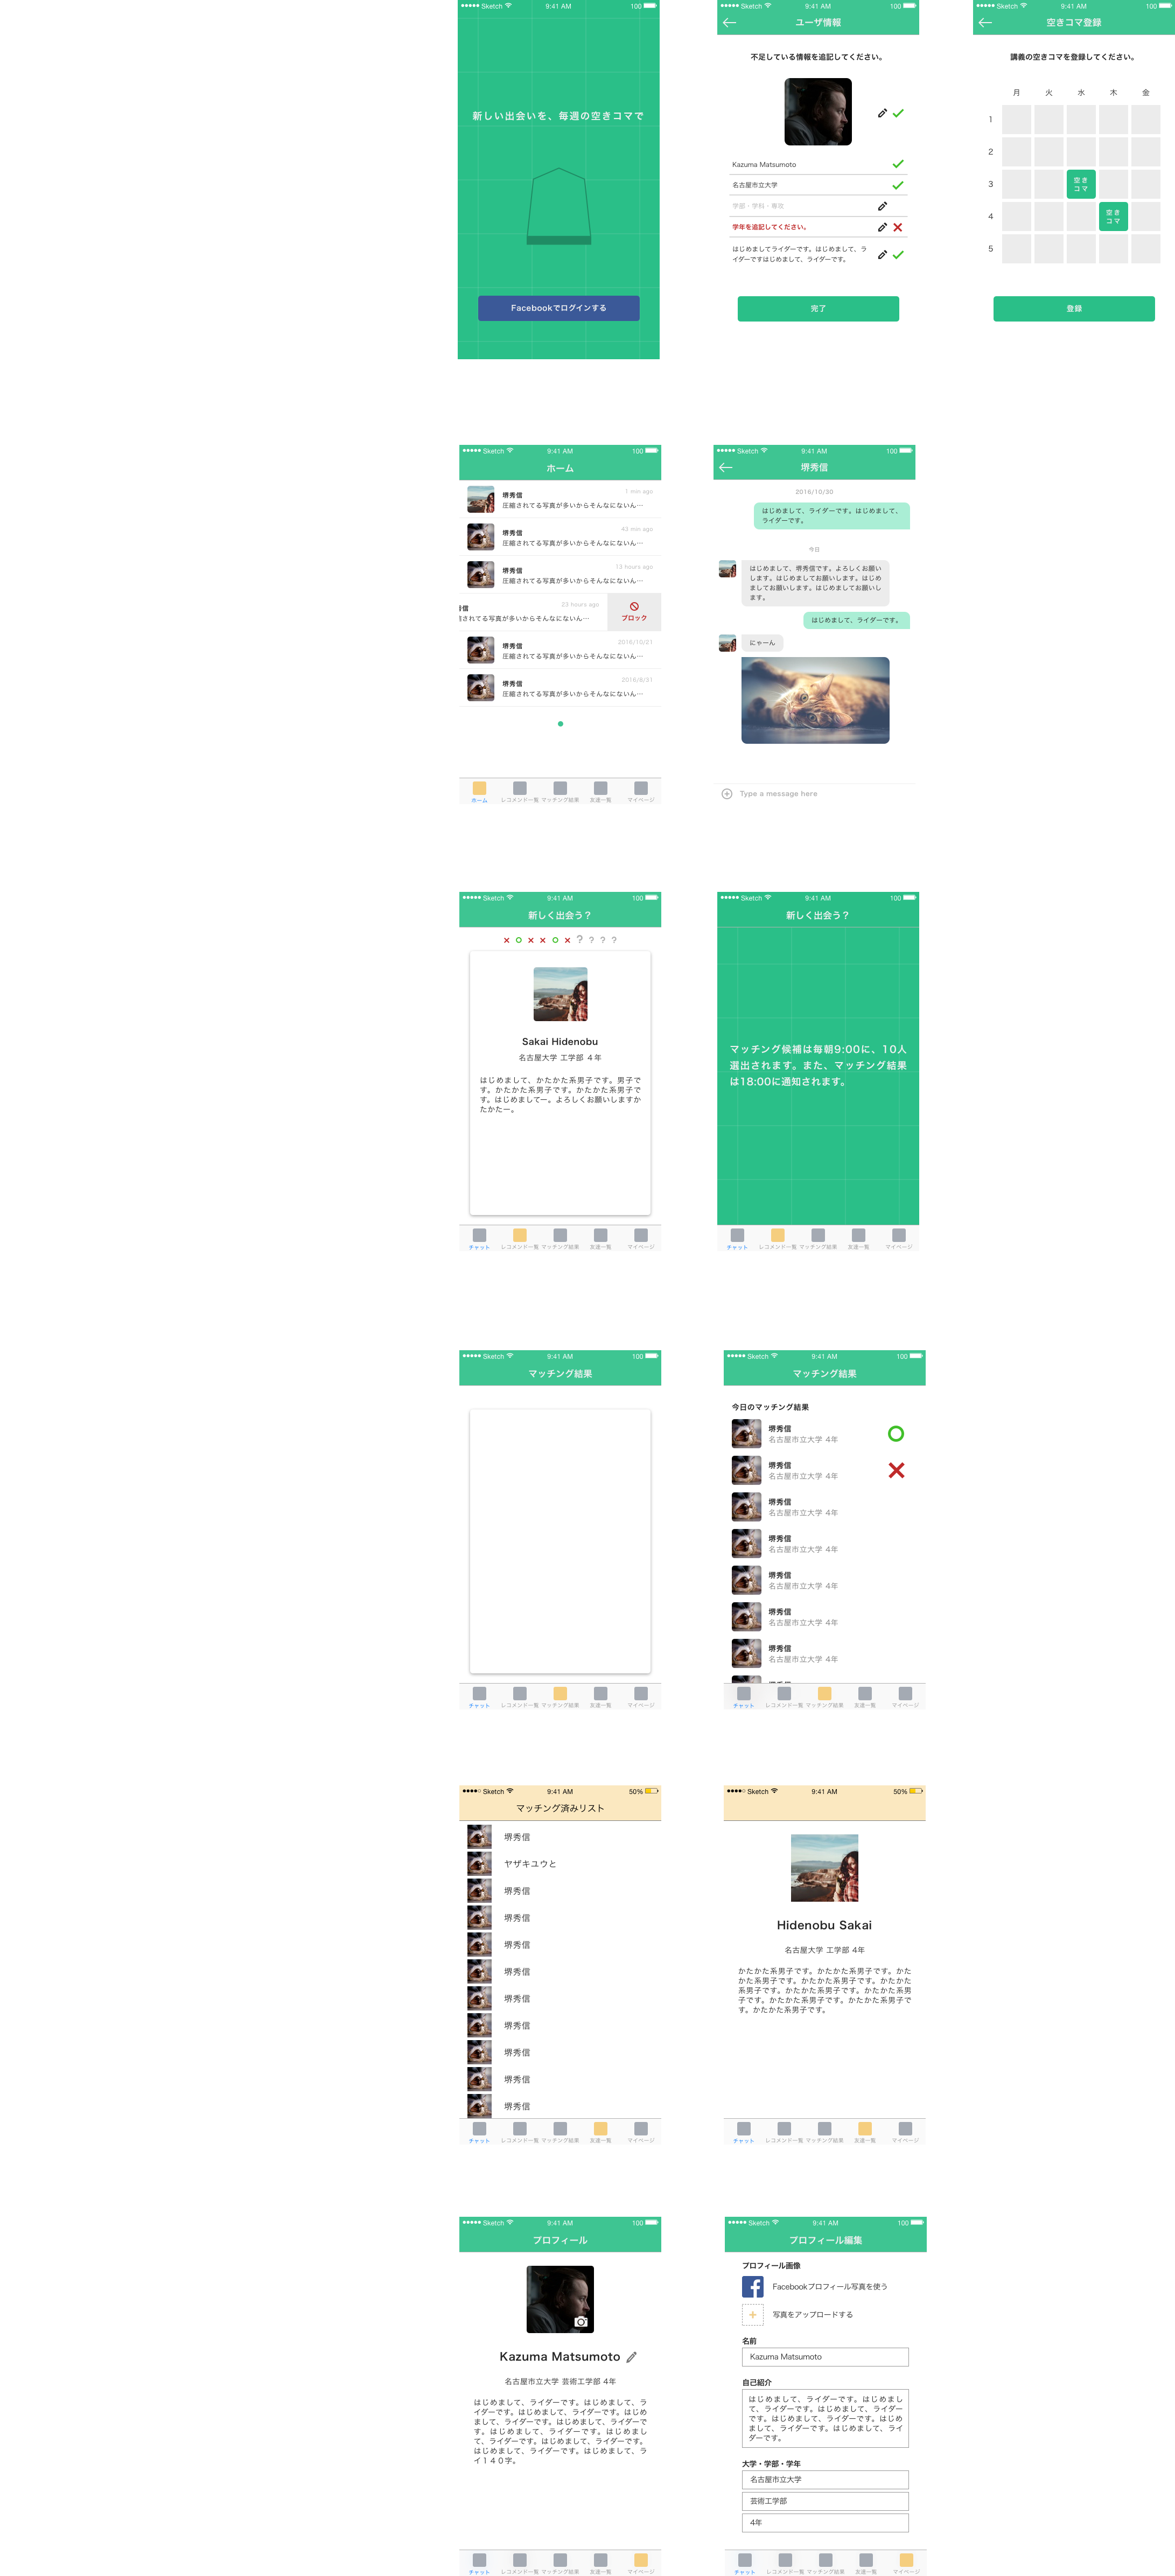 Sketch 9:41 AM 100
新しい出会いを、毎週の空きコマで
Facebookでログインする
Sketch 9:41 AM 100
ユーザ情報
不足している情報を追記してください。
Kazuma Matsumoto
名古屋市立大学
学部・学科・専攻
学年を追記してください。
はじめましてライダーです。はじめまして、ラ
イダーですはじめまして、ライダーです。
完了
Sketch 9:41 AM 100
空きコマ登録
講義の空きコマを登録してください。
月 火 水 木 金
1
2
3 空き
コマ
4 空き
コマ
5
登録
Sketch 9:41 AM 100
ホーム
堺秀信 1 min ago
圧縮されてる写真が多いからそんなにないん…
堺秀信 43 min ago
圧縮されてる写真が多いからそんなにないん…
堺秀信 13 hours ago
圧縮されてる写真が多いからそんなにないん…
秀信 23 hours ago
されてる写真が多いからそんなにないん…
ブロック
堺秀信 2016/10/21
圧縮されてる写真が多いからそんなにないん…
堺秀信 2016/8/31
圧縮されてる写真が多いからそんなにないん…
ホーム レコメンド一覧 マッチング結果 友達一覧 マイページ
Sketch 9:41 AM 100
堺秀信
2016/10/30
はじめまして、ライダーです。はじめまして、
ライダーです。
今日
はじめまして、堺秀信です。よろしくお願い
します。はじめましてお願いします。はじめ
ましてお願いします。はじめましてお願いし
ます。
はじめまして、ライダーです。
にゃーん
Type a message here
Sketch 9:41 AM 100
新しく出会う？
× ○ × × ○ × ? ? ? ?
Sakai Hidenobu
名古屋大学 工学部 ４年
はじめまして、かたかた系男子です。男子で
す。かたかた系男子です。かたかた系男子で
す。はじめましてー。よろしくお願いしますか
たかたー。
チャット レコメンド一覧 マッチング結果 友達一覧 マイページ
Sketch 9:41 AM 100
新しく出会う？
マッチング候補は毎朝9:00に、10人
選出されます。また、マッチング結果
は18:00に通知されます。
チャット レコメンド一覧 マッチング結果 友達一覧 マイページ
Sketch 9:41 AM 100
マッチング結果
チャット レコメンド一覧 マッチング結果 友達一覧 マイページ
Sketch 9:41 AM 100
マッチング結果
今日のマッチング結果
堺秀信
名古屋市立大学 4年
堺秀信
名古屋市立大学 4年
堺秀信
名古屋市立大学 4年
堺秀信
名古屋市立大学 4年
堺秀信
名古屋市立大学 4年
堺秀信
名古屋市立大学 4年
堺秀信
名古屋市立大学 4年
チャット レコメンド一覧 マッチング結果 友達一覧 マイページ
Sketch 9:41 AM 50%
マッチング済みリスト
堺秀信
ヤザキユウと
堺秀信
堺秀信
堺秀信
堺秀信
堺秀信
堺秀信
堺秀信
堺秀信
堺秀信
チャット レコメンド一覧 マッチング結果 友達一覧 マイページ
Sketch 9:41 AM 50%
Hidenobu Sakai
名古屋大学 工学部 4年
かたかた系男子です。かたかた系男子です。かた
かた系男子です。かたかた系男子です。かたかた
系男子です。かたかた系男子です。かたかた系男
子です。かたかた系男子です。かたかた系男子で
す。かたかた系男子です。
チャット レコメンド一覧 マッチング結果 友達一覧 マイページ
Sketch 9:41 AM 100
プロフィール
Kazuma Matsumoto
名古屋市立大学 芸術工学部 4年
はじめまして、ライダーです。はじめまして、ラ
イダーです。はじめまして、ライダーです。はじめ
まして、ライダーです。はじめまして、ライダーで
す。はじめまして、ライダーです。はじめまし
て、ライダーです。はじめまして、ライダーです。
はじめまして、ライダーです。はじめまして、ラ
イ１４０字。
チャット レコメンド一覧 マッチング結果 友達一覧 マイページ
Sketch 9:41 AM 100
プロフィール編集
プロフィール画像
Facebookプロフィール写真を使う
写真をアップロードする
名前
Kazuma Matsumoto
自己紹介
はじめまして、ライダーです。はじめまし
て、ライダーです。はじめまして、ライダー
です。はじめまして、ライダーです。はじめ
まして、ライダーです。はじめまして、ライ
ダーです。
大学・学部・学年
名古屋市立大学
芸術工学部
4年
チャット レコメンド一覧 マッチング結果 友達一覧 マイページ